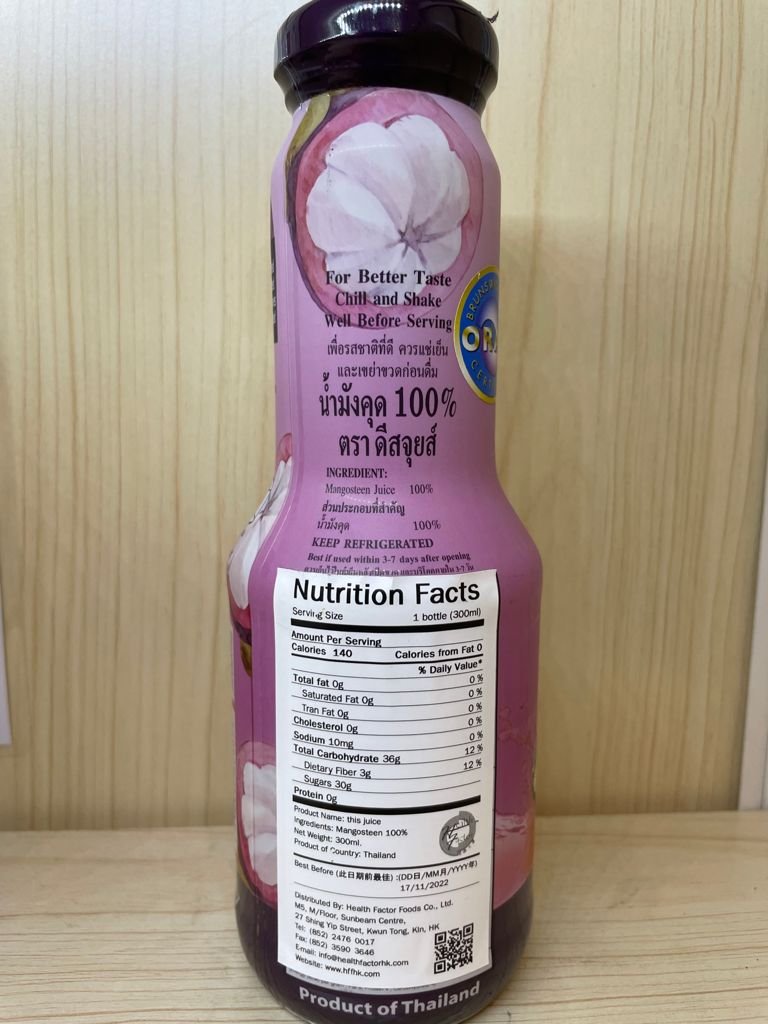 For Better Taste
Chill and Shake
Well Before Serving
เพื่อรสชาติที่ดี ควรแช่เย็น
และเขย่าขวดก่อนดื่ม
น้ำมังคุด 100%
ตรา ดีสจุยส์
INGREDIENT:
Mangosteen Juice 100%
ส่วนประกอบที่สำคัญ
น้ำมังคุด 100%
KEEP REFRIGERATED
Best if used within 3-7 days after opening
BRUNSW
OR
CERT
Nutrition Facts
Serving Size 1 bottle (300ml)
Amount Per Serving
Calories 140 Calories from Fat 0
% Daily Value*
Total fat 0g 0%
Saturated Fat 0g 0%
Tran Fat 0g 0%
Cholesterol 0g 0%
Sodium 10mg 0%
Total Carbohydrate 36g 12%
Dietary Fiber 3g 12%
Sugars 30g
Protein 0g
Product Name: this juice
Ingredients: Mangosteen 100%
Net Weight: 300ml.
Product of Country: Thailand
Best Before (此日期前最佳) :(DD日/MM月/YYYY年)
17/11/2022
Distributed By: Health Factor Foods Co., Ltd.
M5, M/Floor, Sunbeam Centre,
27 Shing Yip Street, Kwun Tong, Kln, HK
Tel: (852) 2476 0017
Fax: (852) 3590 3646
E-mail: info@healthfactorhk.com
Website: www.hffhk.com
Product of Thailand